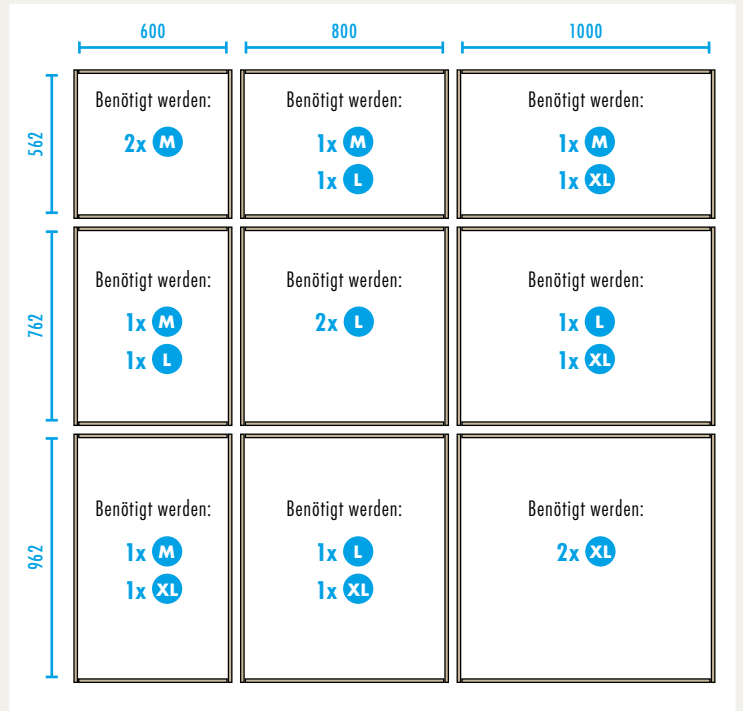 600 800 1000
562
Benötigt werden: Benötigt werden: Benötigt werden:
2x M 1x M 1x M
1x L 1x XL
762
Benötigt werden: Benötigt werden: Benötigt werden:
1x M 2x L 1x L
1x L 1x XL
962
Benötigt werden: Benötigt werden: Benötigt werden:
1x M 1x L 2x XL
1x XL 1x XL